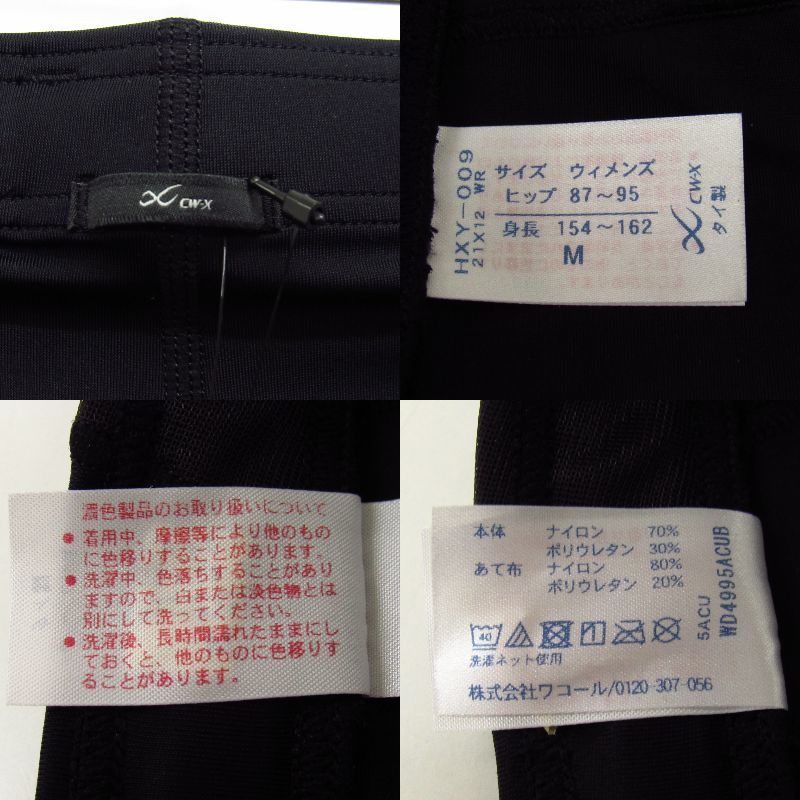 CW-X
HXY-009
21X12 WR
サイズ ウィメンズ
ヒップ 87～95
身長 154～162
M
CW-X
タイ製
濃色製品のお取り扱いについて
●着用中、摩擦等により他のもの
に色移りすることがあります。
●洗濯中、色落ちすることがあり
ますので、白または淡色物とは
別にして洗ってください。
●洗濯後、長時間濡れたままにし
ておくと、他のものに色移りす
ることがあります。
本体 ナイロン 70%
ポリウレタン 30%
あて布 ナイロン 80%
ポリウレタン 20%
40
洗濯ネット使用
株式会社ワコール/0120-307-056
5ACU
WD4995ACUB